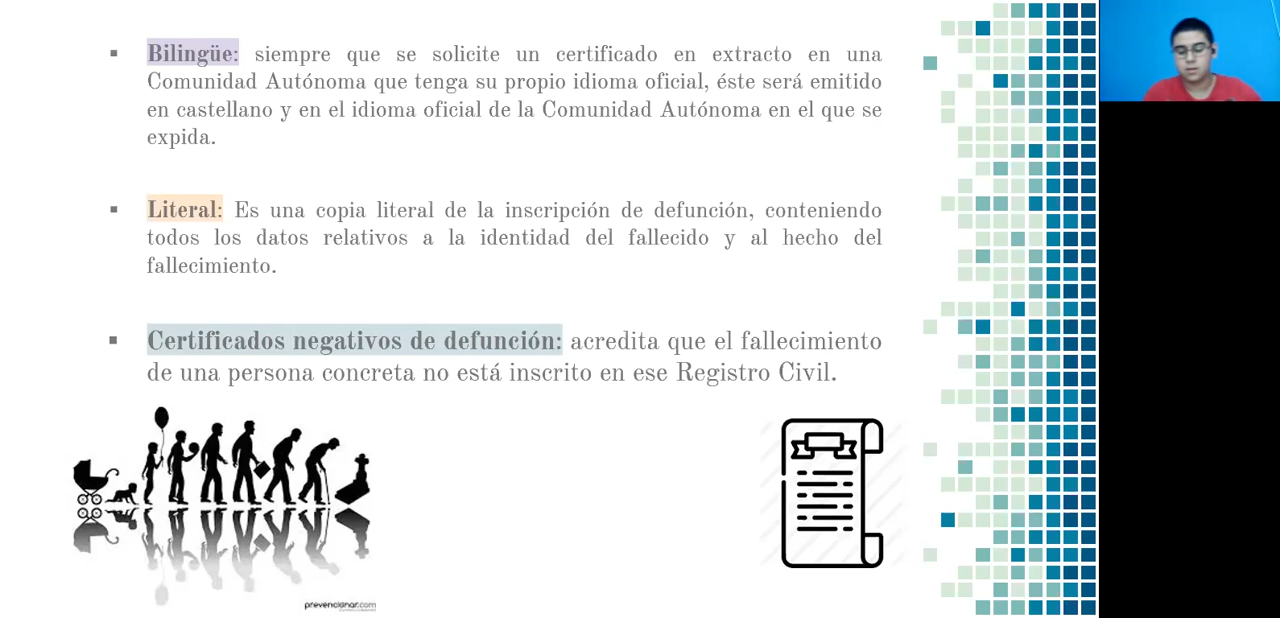 Bilingüe: siempre que se solicite un certificado en extracto en una
Comunidad Autónoma que tenga su propio idioma oficial, éste será emitido
en castellano y en el idioma oficial de la Comunidad Autónoma en el que se
expida.
Literal: Es una copia literal de la inscripción de defunción, conteniendo
todos los datos relativos a la identidad del fallecido y al hecho del
fallecimiento.
Certificados negativos de defunción: acredita que el fallecimiento
de una persona concreta no está inscrito en ese Registro Civil.
prevencionar.com